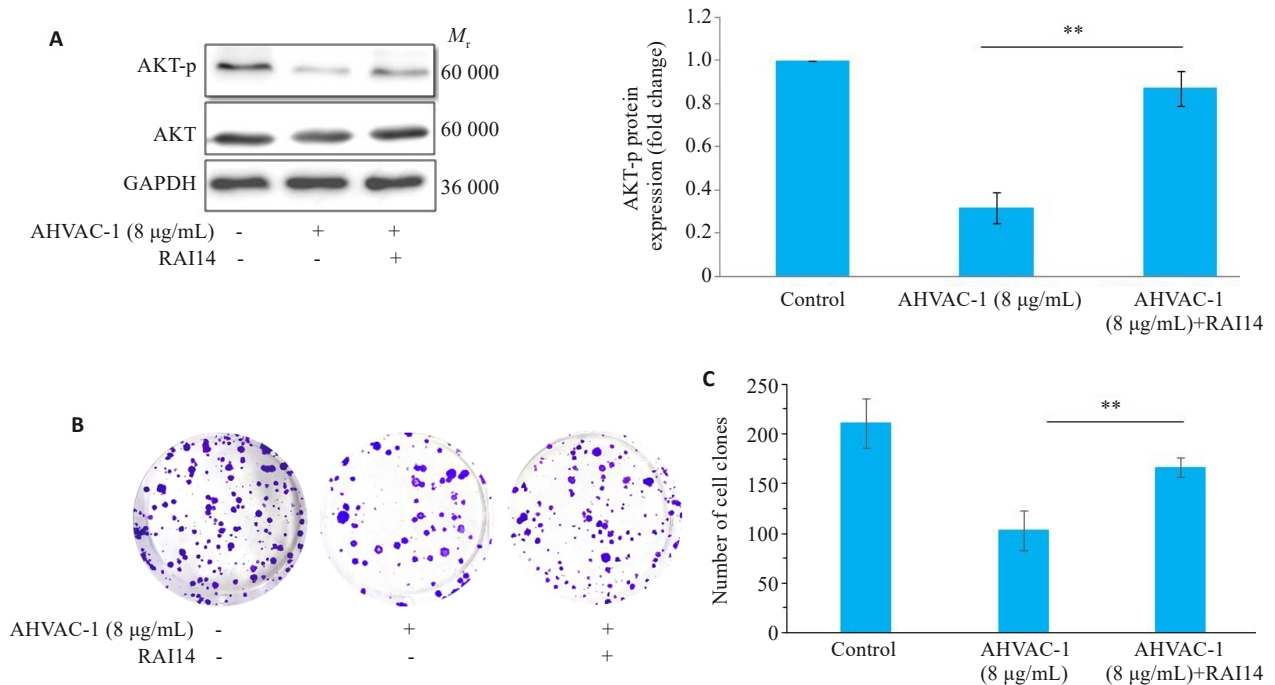 A
M_r
AKT-p
60 000
AKT
60 000
GAPDH
36 000
AHVAC-1 (8 μg/mL) - + +
RAI14 - - +
AKT-p protein
expression (fold change)
1.2
1.0
0.8
0.6
0.4
0.2
0
**
Control
AHVAC-1 (8 μg/mL)
AHVAC-1
(8 μg/mL)+RAI14
B
AHVAC-1 (8 μg/mL) - + +
RAI14 - - +
C
Number of cell clones
250
200
150
100
50
0
**
Control
AHVAC-1
(8 μg/mL)
AHVAC-1
(8 μg/mL)+RAI14